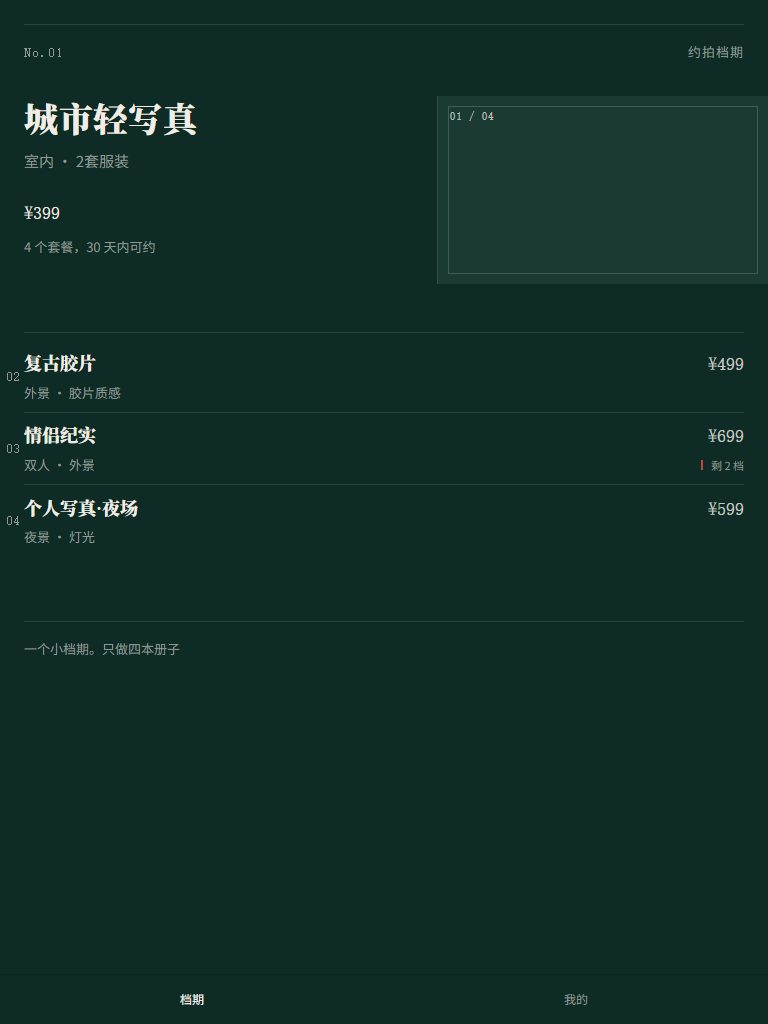 No.01
约拍档期
城市轻写真
01 / 04
室内 · 2套服装
¥399
4 个套餐，30 天内可约
02
复古胶片
¥499
外景 · 胶片质感
03
情侣纪实
¥699
双人 · 外景
剩 2 档
04
个人写真·夜场
¥599
夜景 · 灯光
一个小档期。只做四本册子
档期
我的